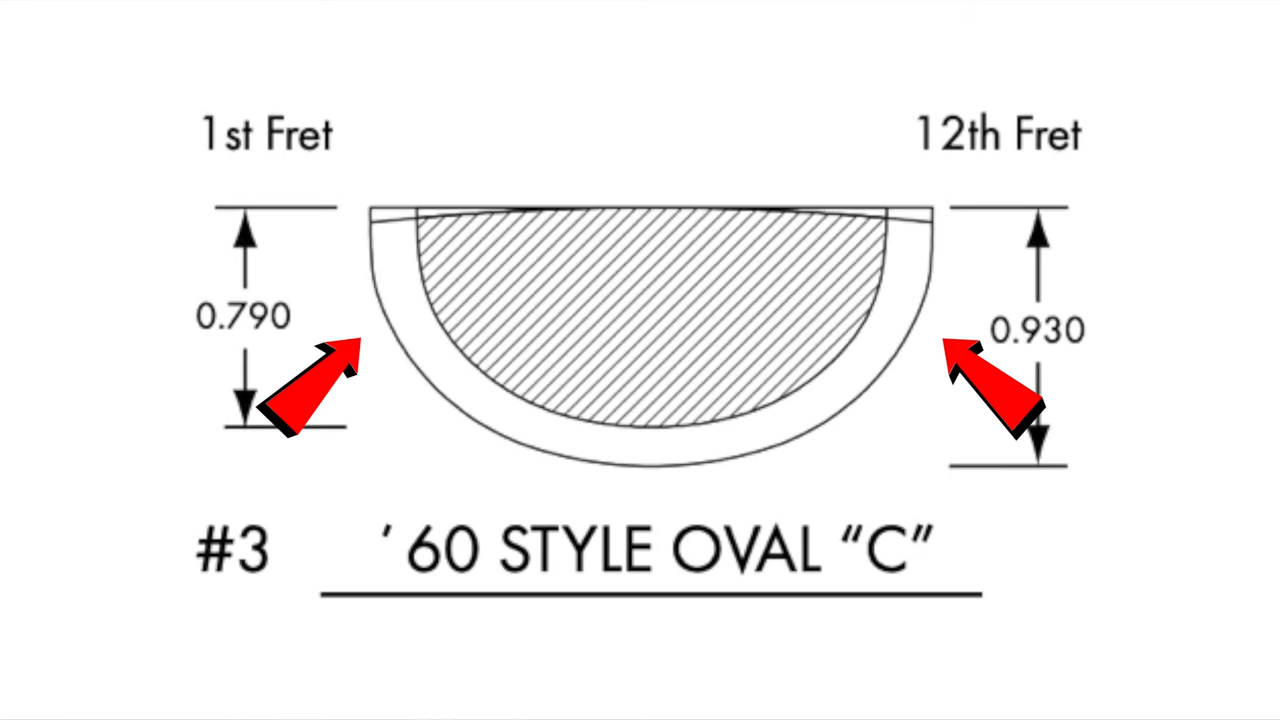 1st Fret
12th Fret
0.790
0.930
#3 ’60 STYLE OVAL “C”